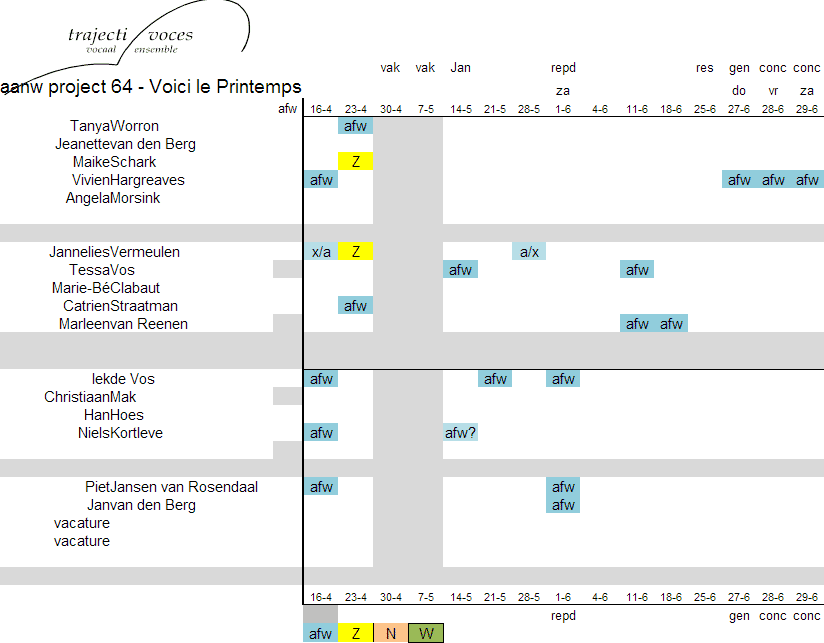 trajecti voces
vocaal ensemble
vak vak Jan repd res gen conc conc
aanw project 64 - Voici le Printemps za do vr za
afw 16-4 23-4 30-4 7-5 14-5 21-5 28-5 1-6 4-6 11-6 18-6 25-6 27-6 28-6 29-6
TanyaWorron afw
Jeanettevan den Berg
MaikeSchark Z
VivienHargreaves afw afw afw afw
AngelaMorsink
JanneliesVermeulen x/a Z a/x
TessaVos afw afw
Marie-BéClabaut
CatrienStraatman afw
Marleenvan Reenen afw afw
Iekde Vos afw afw afw
ChristiaanMak
HanHoes
NielsKortleve afw afw?
PietJansen van Rosendaal afw afw
Janvan den Berg afw
vacature
vacature
16-4 23-4 30-4 7-5 14-5 21-5 28-5 1-6 4-6 11-6 18-6 25-6 27-6 28-6 29-6
repd gen conc conc
afw Z N W